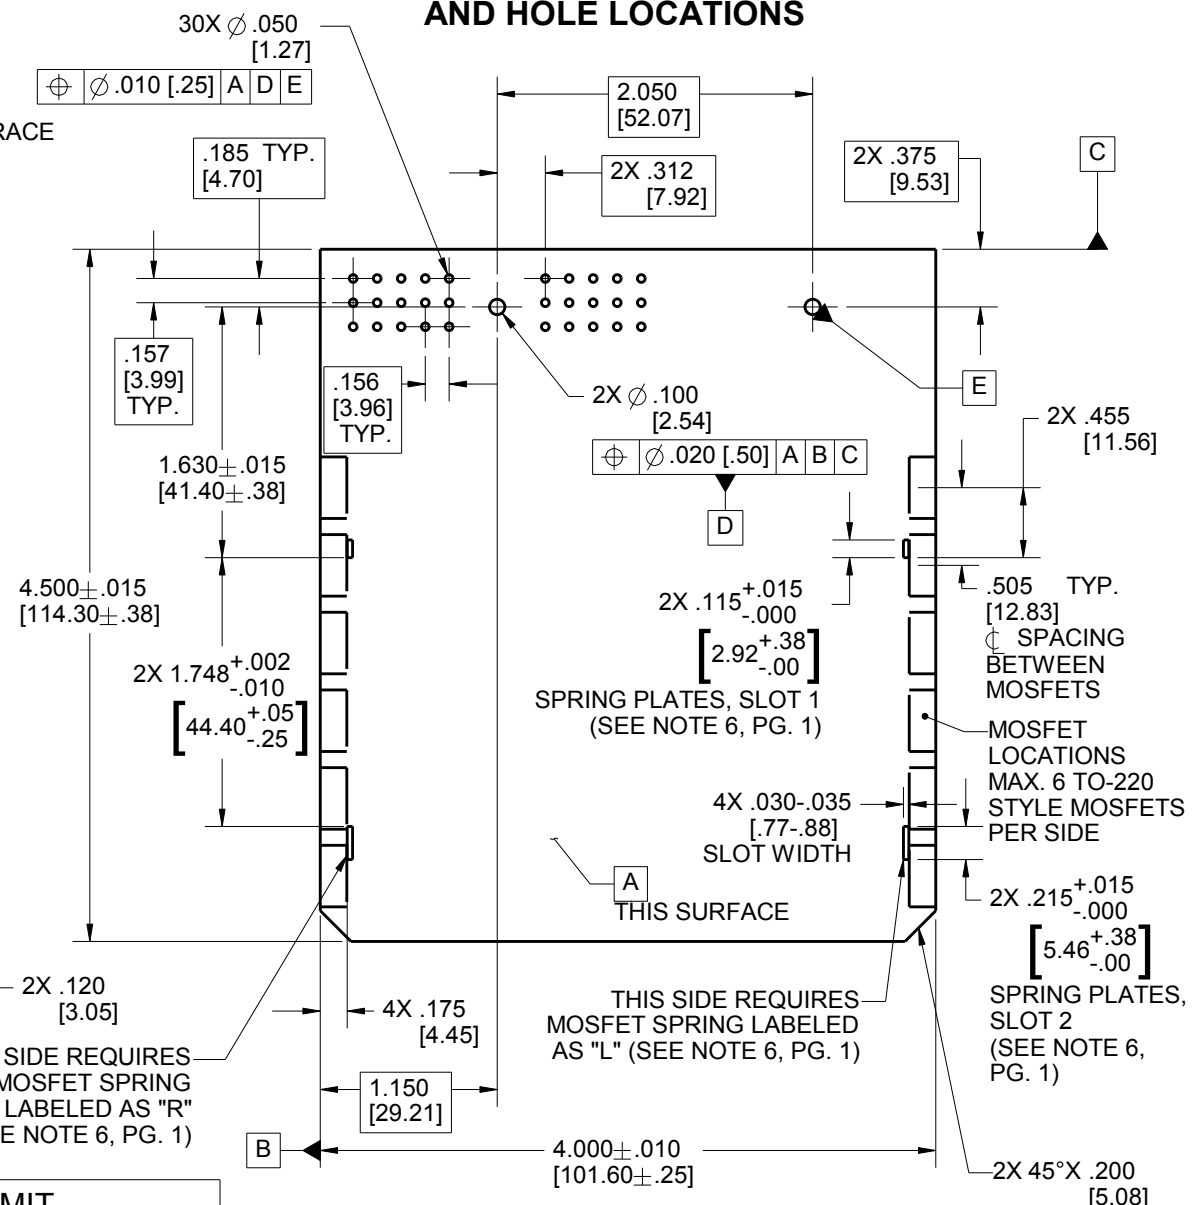 AND HOLE LOCATIONS
30X ⌀ .050
[1.27]
⌖ ⌀ .010 [.25] A D E
RACE
.185 TYP.
[4.70]
2.050
[52.07]
2X .312
[7.92]
2X .375
[9.53]
C
.157
[3.99]
TYP.
.156
[3.96]
TYP.
2X ⌀ .100
[2.54]
⌖ ⌀ .020 [.50] A B C
D
E
2X .455
[11.56]
1.630±.015
[41.40±.38]
4.500±.015
[114.30±.38]
2X .115 +.015
-.000
[2.92 +.38
-.00]
SPRING PLATES, SLOT 1
(SEE NOTE 6, PG. 1)
.505 TYP.
[12.83]
℄ SPACING
BETWEEN
MOSFETS
2X 1.748 +.002
-.010
[44.40 +.05
-.25]
MOSFET
LOCATIONS
MAX. 6 TO-220
STYLE MOSFETS
PER SIDE
4X .030-.035
[.77-.88]
SLOT WIDTH
A
THIS SURFACE
2X .215 +.015
-.000
[5.46 +.38
-.00]
SPRING PLATES,
SLOT 2
(SEE NOTE 6,
PG. 1)
2X .120
[3.05]
4X .175
[4.45]
THIS SIDE REQUIRES
MOSFET SPRING LABELED
AS "L" (SEE NOTE 6, PG. 1)
SIDE REQUIRES
MOSFET SPRING
LABELED AS "R"
EE NOTE 6, PG. 1)
1.150
[29.21]
B
4.000±.010
[101.60±.25]
2X 45°X .200
[5.08]
MIT